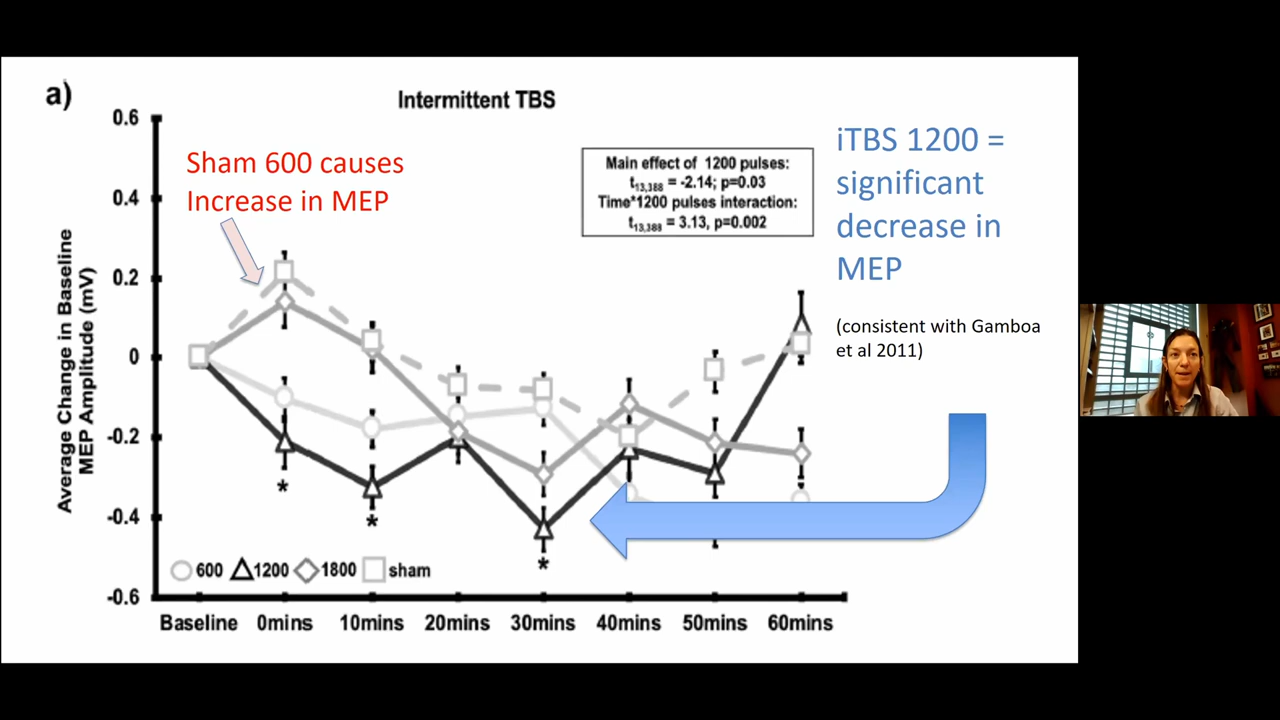 a)
Intermittent TBS
0.6
0.4
0.2
0
-0.2
-0.4
-0.6
Average Change in Baseline
MEP Amplitude (mV)
Sham 600 causes
Increase in MEP
Main effect of 1200 pulses:
t13,388 = -2.14; p=0.03
Time*1200 pulses interaction:
t13,388 = 3.13, p=0.002
iTBS 1200 =
significant
decrease in
MEP
(consistent with Gamboa
et al 2011)
*
*
*
600 1200 1800 sham
Baseline 0mins 10mins 20mins 30mins 40mins 50mins 60mins